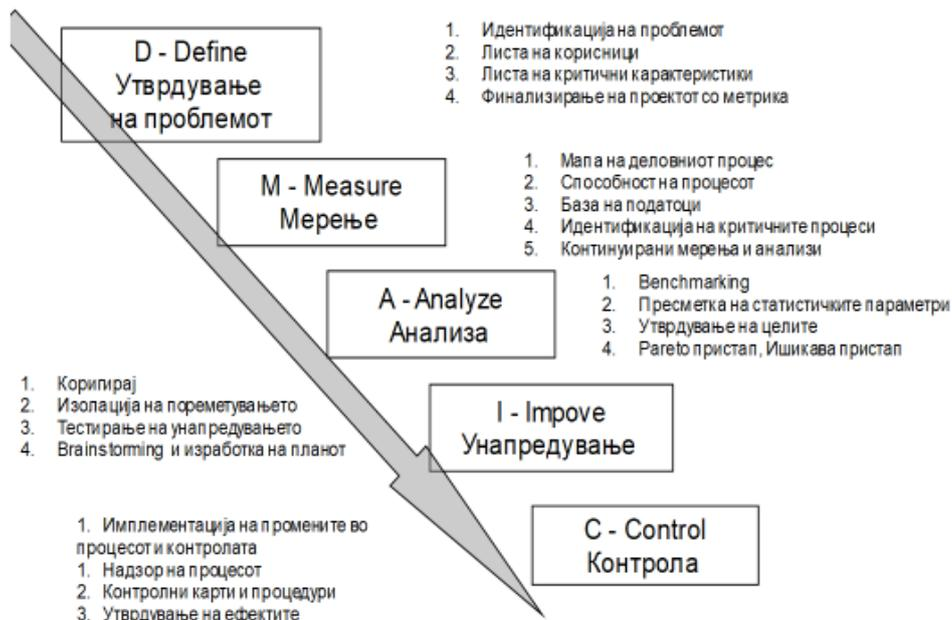 D - Define
Утврдување
на проблемот
1. Идентификација на проблемот
2. Листа на корисници
3. Листа на критични карактеристики
4. Финализирање на проектот со метрика
M - Measure
Мерење
1. Мапа на деловниот процес
2. Способност на процесот
3. База на податоци
4. Идентификација на критичните процеси
5. Континуирани мерења и анализи
A - Analyze
Анализа
1. Benchmarking
2. Пресметка на статистичките параметри
3. Утврдување на целите
4. Pareto пристап, Ишикава пристап
I - Impove
Унапредување
1. Коригирај
2. Изолација на пореметувањето
3. Тестирање на унапредувањето
4. Brainstorming и изработка на планот
C - Control
Контрола
1. Имплементација на промените во
процесот и контролата
1. Надзор на процесот
2. Контролни карти и процедури
3. Утврдување на ефектите